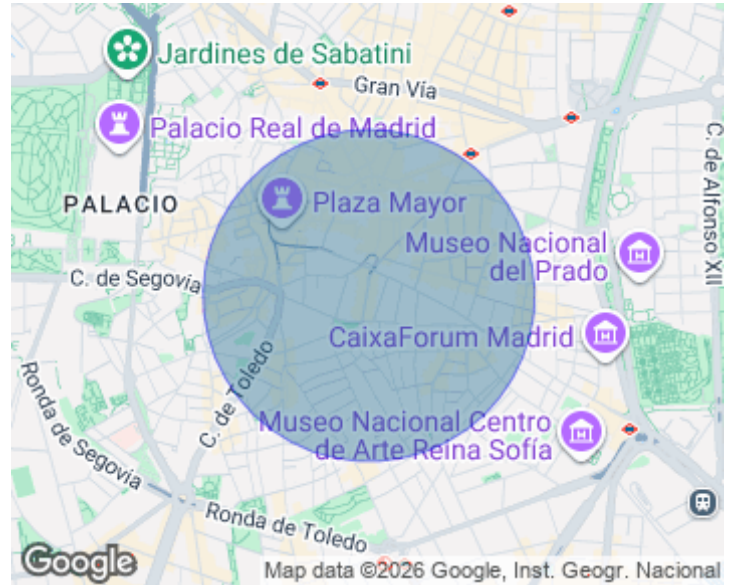 Jardines de Sabatini
Gran Vía
Palacio Real de Madrid
C. de Alfonso XII
PALACIO
Plaza Mayor
Museo Nacional
del Prado
C. de Segovia
CaixaForum Madrid
C. de Toledo
Ronda de Segovia
Museo Nacional Centro
de Arte Reina Sofía
Ronda de Toledo
Google
Map data ©2026 Google, Inst. Geogr. Nacional